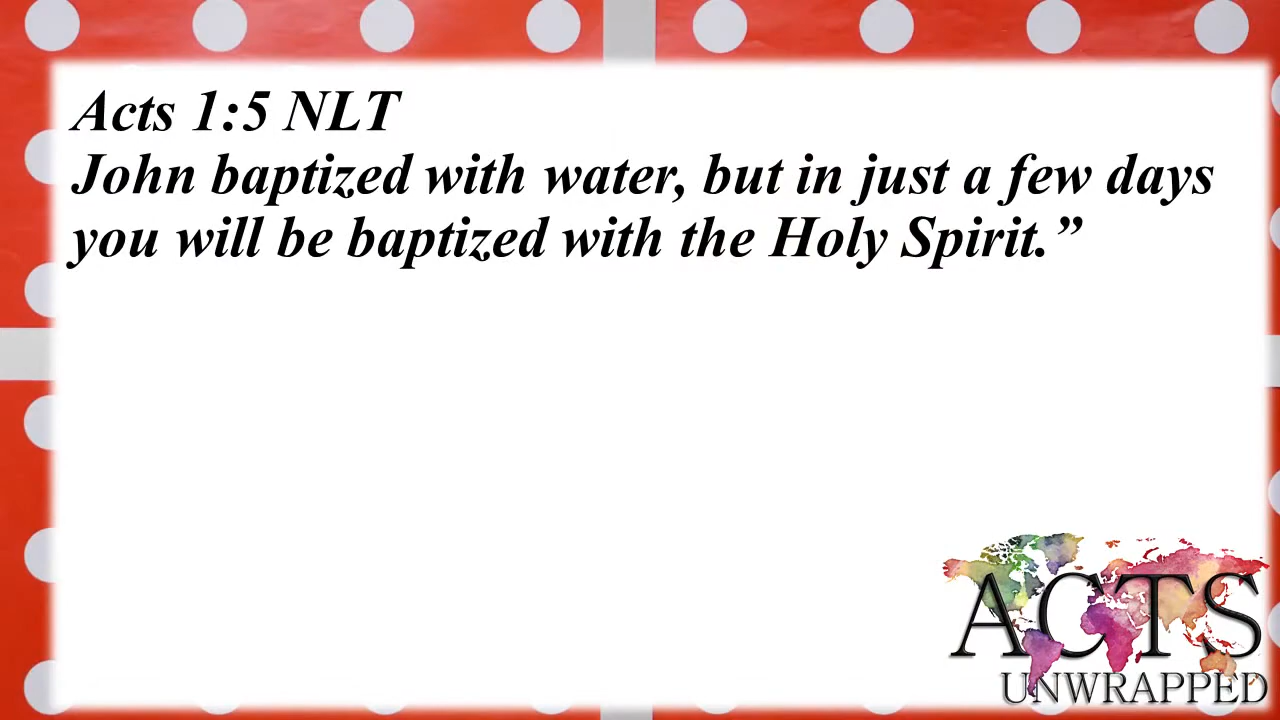 Acts 1:5 NLT
John baptized with water, but in just a few days
you will be baptized with the Holy Spirit.”
ACTS
UNWRAPPED